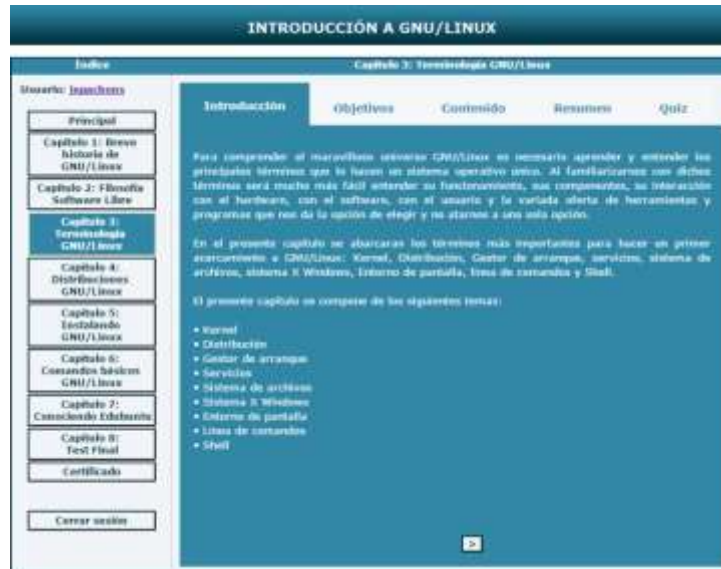 INTRODUCCIÓN A GNU/LINUX
Índice
Capítulo 3: Terminología GNU/Linux
Usuario:
Principal
Capítulo 1: Breve
historia de
GNU/Linux
Capítulo 2: Filosofía
Software Libre
Capítulo 3:
Terminología
GNU/Linux
Capítulo 4:
Distribuciones
GNU/Linux
Capítulo 5:
Instalando
GNU/Linux
Capítulo 6:
Comandos básicos
GNU/Linux
Capítulo 7:
Conociendo Edubuntu
Capítulo 8:
Test Final
Certificado
Cerrar sesión
Introducción
Objetivos
Contenido
Resumen
Quiz
Para comprender el maravilloso universo GNU/Linux es necesario aprender y entender los
principales términos que lo hacen un sistema operativo único. Al familiarizarnos con dichos
términos será mucho más fácil entender su funcionamiento, sus componentes, su interacción
con el hardware, con el software, con el usuario y la variada oferta de herramientas y
programas que nos da la opción de elegir y no atarnos a una sola opción.
En el presente capítulo se abarcaran los términos más importantes para hacer un primer
acercamiento a GNU/Linux: Kernel, Distribución, Gestor de arranque, servicios, sistema de
archivos, sistema X Windows, Entorno de pantalla, línea de comandos y Shell.
El presente capítulo se compone de los siguientes temas:
• Kernel
• Distribución
• Gestor de arranque
• Servicios
• Sistema de archivos
• Sistema X Windows
• Entorno de pantalla
• Línea de comandos
• Shell
>